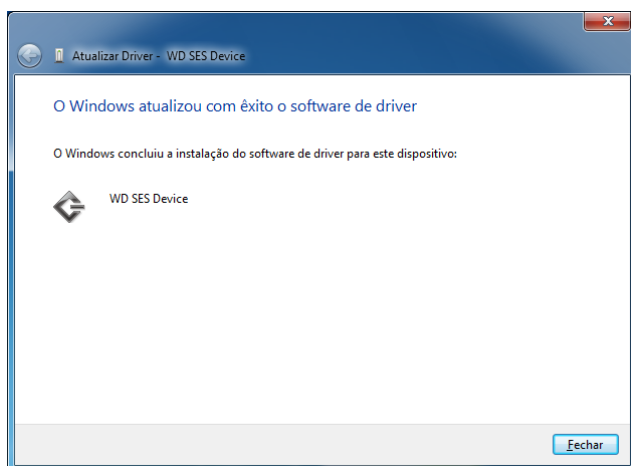 Atualizar Driver - WD SES Device
O Windows atualizou com êxito o software de driver
O Windows concluiu a instalação do software de driver para este dispositivo:
WD SES Device
Fechar